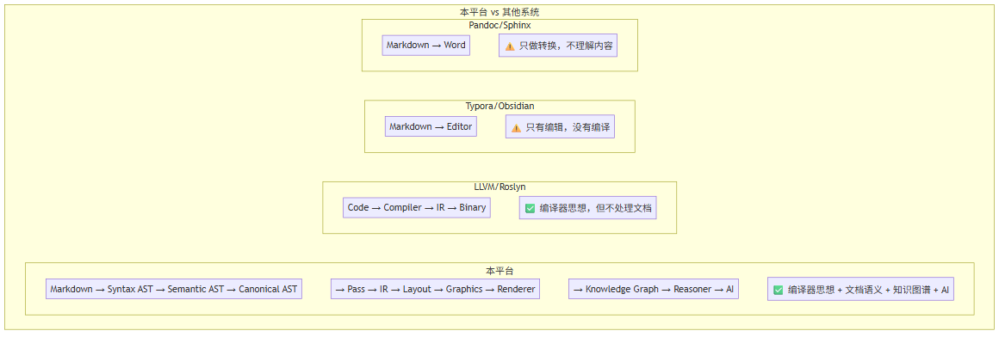 本平台 vs 其他系统
Pandoc/Sphinx
Markdown → Word
⚠️ 只做转换，不理解内容
Typora/Obsidian
Markdown → Editor
⚠️ 只有编辑，没有编译
LLVM/Roslyn
Code → Compiler → IR → Binary
✅ 编译器思想，但不处理文档
本平台
Markdown → Syntax AST → Semantic AST → Canonical AST
→ Pass → IR → Layout → Graphics → Renderer
→ Knowledge Graph → Reasoner → AI
✅ 编译器思想 + 文档语义 + 知识图谱 + AI